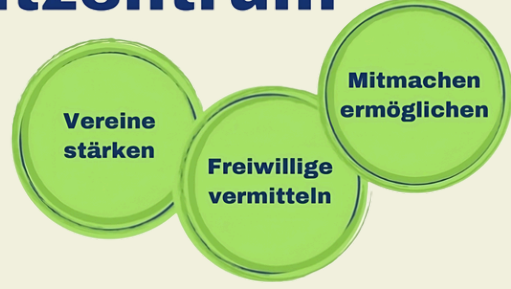 Vereine
stärken
Freiwillige
vermitteln
Mitmachen
ermöglichen